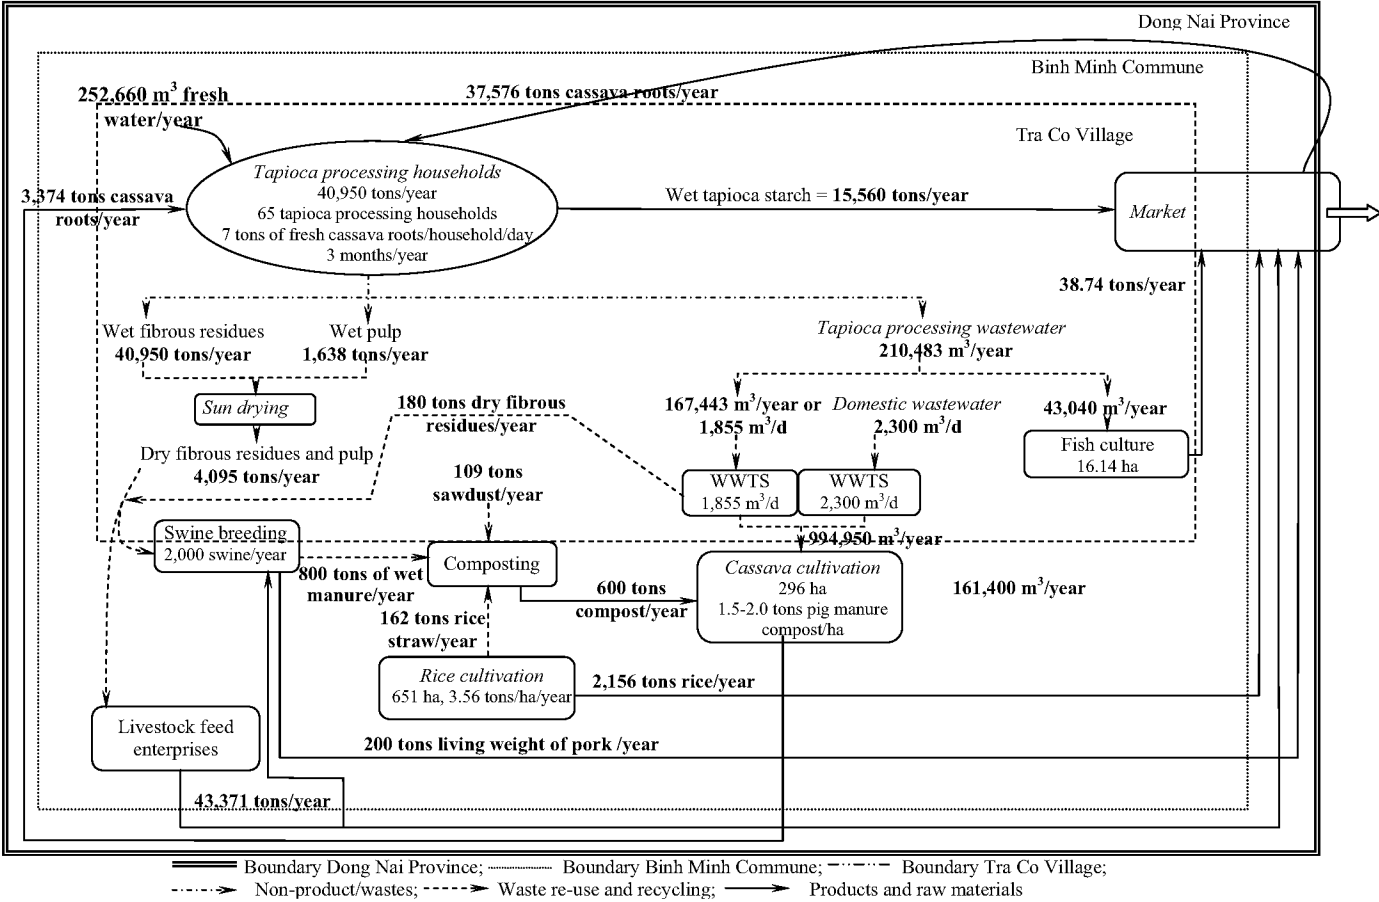 Dong Nai Province
Binh Minh Commune
252,660 m³ fresh
water/year
37,576 tons cassava roots/year
Tra Co Village
Tapioca processing households
40,950 tons/year
65 tapioca processing households
7 tons of fresh cassava roots/household/day
3 months/year
3,374 tons cassava
roots/year
Wet tapioca starch = 15,560 tons/year
Market
38.74 tons/year
Wet fibrous residues
40,950 tons/year
Wet pulp
1,638 tons/year
Tapioca processing wastewater
210,483 m³/year
Sun drying
180 tons dry fibrous
residues/year
167,443 m³/year or
1,855 m³/d
Domestic wastewater
2,300 m³/d
43,040 m³/year
Fish culture
16.14 ha
Dry fibrous residues and pulp
4,095 tons/year
109 tons
sawdust/year
WWTS
1,855 m³/d
WWTS
2,300 m³/d
Swine breeding
2,000 swine/year
994,950 m³/year
Composting
800 tons of wet
manure/year
600 tons
compost/year
Cassava cultivation
296 ha
1.5-2.0 tons pig manure
compost/ha
161,400 m³/year
162 tons rice
straw/year
Rice cultivation
651 ha, 3.56 tons/ha/year
2,156 tons rice/year
Livestock feed
enterprises
200 tons living weight of pork /year
43,371 tons/year
Boundary Dong Nai Province; Boundary Binh Minh Commune; Boundary Tra Co Village;
Non-product/wastes; Waste re-use and recycling; Products and raw materials